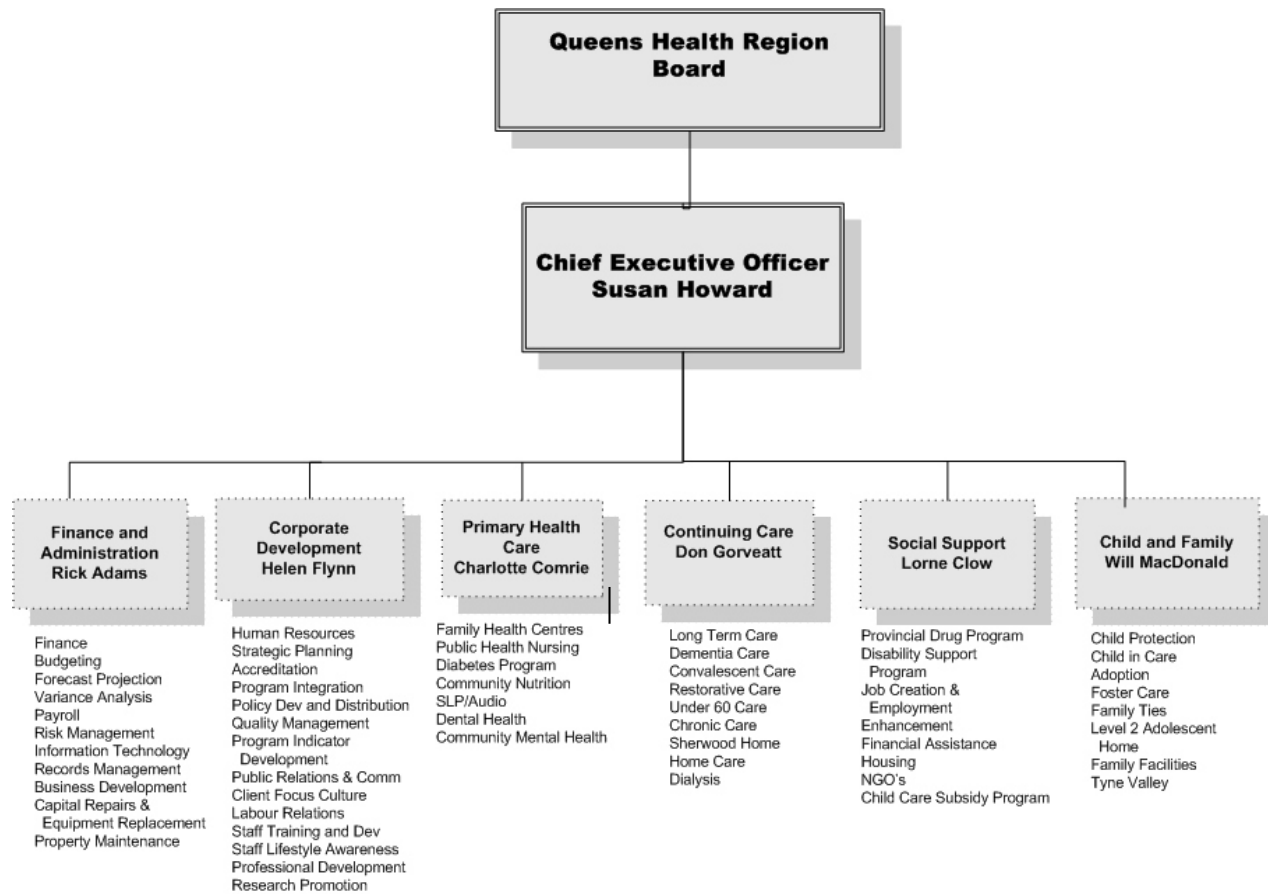 Queens Health Region
Board
Chief Executive Officer
Susan Howard
Finance and
Administration
Rick Adams
Finance
Budgeting
Forecast Projection
Variance Analysis
Payroll
Risk Management
Information Technology
Records Management
Business Development
Capital Repairs &
Equipment Replacement
Property Maintenance
Corporate
Development
Helen Flynn
Human Resources
Strategic Planning
Accreditation
Program Integration
Policy Dev and Distribution
Quality Management
Program Indicator
Development
Public Relations & Comm
Client Focus Culture
Labour Relations
Staff Training and Dev
Staff Lifestyle Awareness
Professional Development
Research Promotion
Primary Health
Care
Charlotte Comrie
Family Health Centres
Public Health Nursing
Diabetes Program
Community Nutrition
SLP/Audio
Dental Health
Community Mental Health
Continuing Care
Don Gorveatt
Long Term Care
Dementia Care
Convalescent Care
Restorative Care
Under 60 Care
Chronic Care
Sherwood Home
Home Care
Dialysis
Social Support
Lorne Clow
Provincial Drug Program
Disability Support
Program
Job Creation &
Employment
Enhancement
Financial Assistance
Housing
NGO's
Child Care Subsidy Program
Child and Family
Will MacDonald
Child Protection
Child in Care
Adoption
Foster Care
Family Ties
Level 2 Adolescent
Home
Family Facilities
Tyne Valley